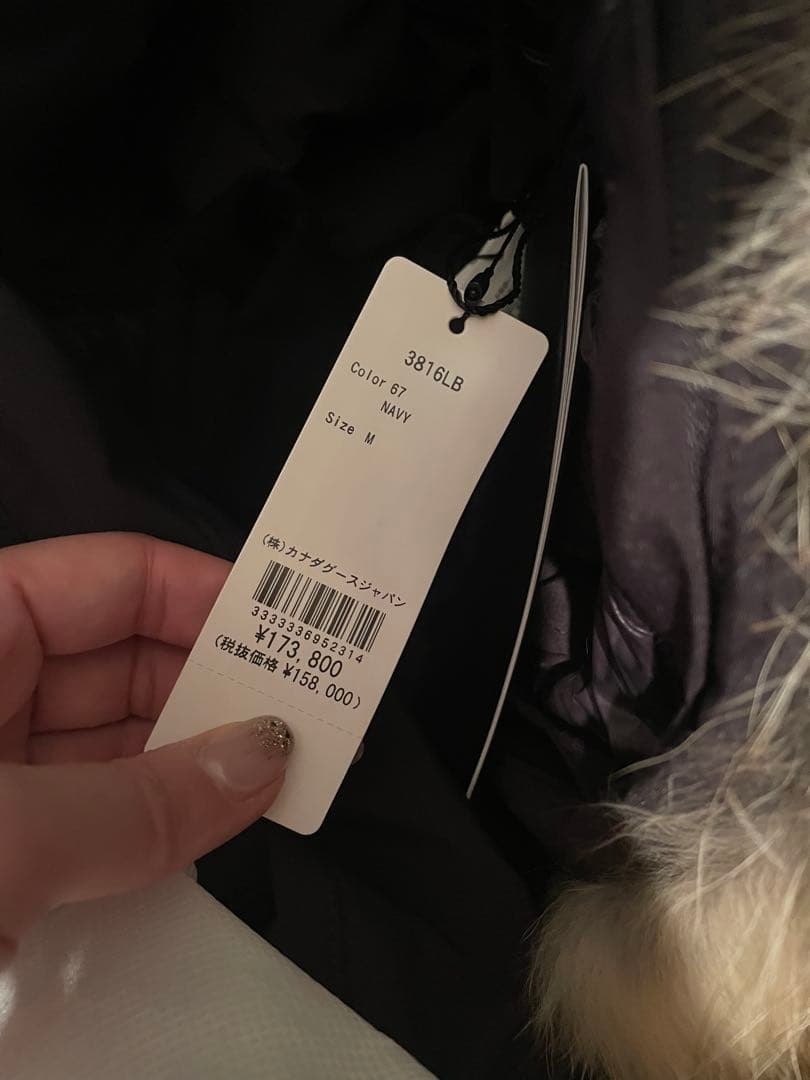 3816LB
Color 67
NAVY
Size M
(株)カナダグースジャパン
3333336952314
¥173,800
(税抜価格 ¥158,000)